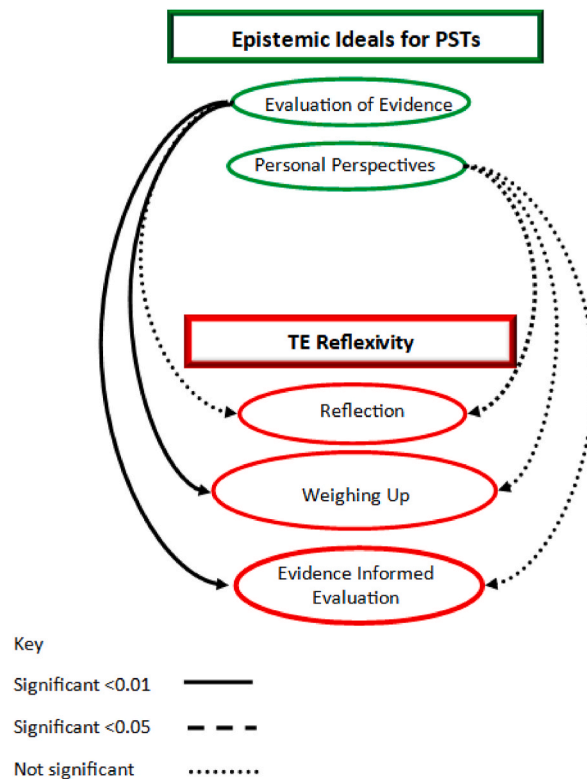 Epistemic Ideals for PSTs
Evaluation of Evidence
Personal Perspectives
TE Reflexivity
Reflection
Weighing Up
Evidence Informed
Evaluation
Key
Significant <0.01
Significant <0.05
Not significant